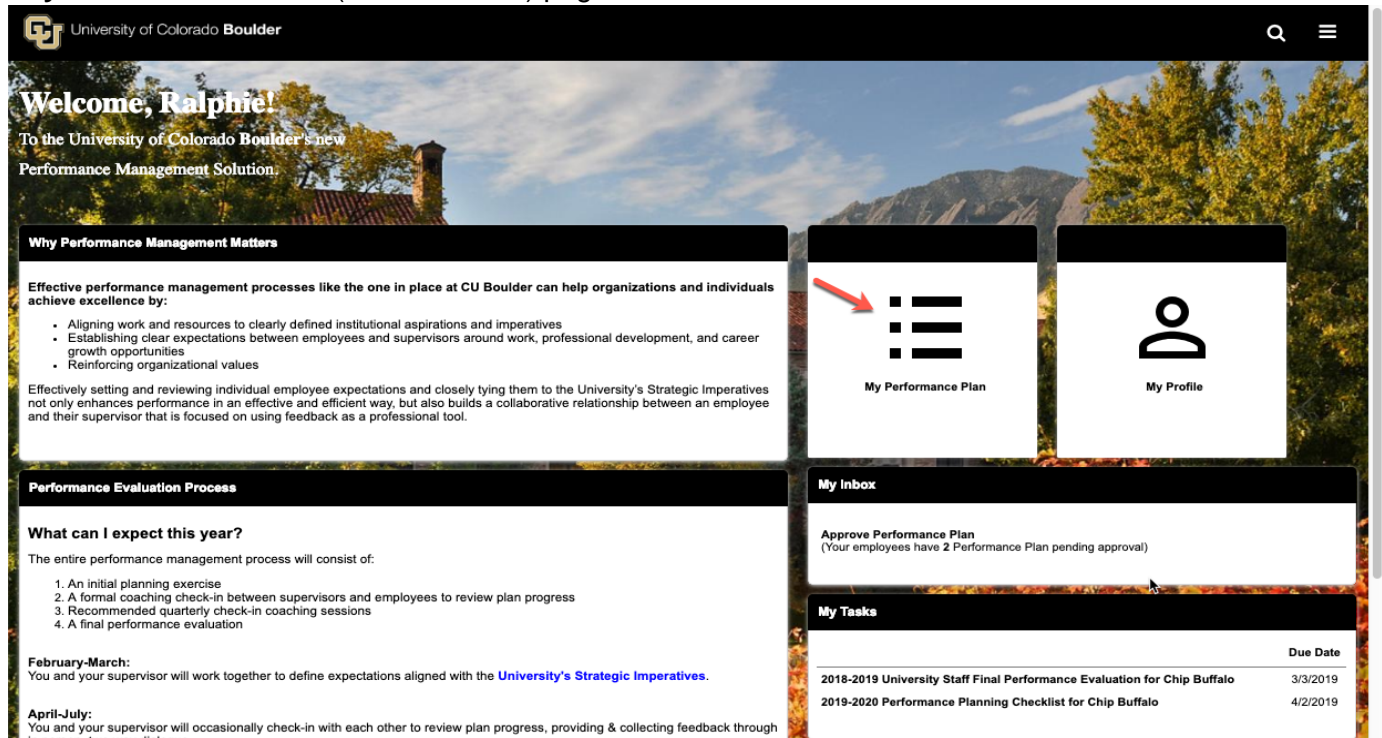 University of Colorado Boulder
Welcome, Ralphie!
To the University of Colorado Boulder's new
Performance Management Solution.
Why Performance Management Matters
Effective performance management processes like the one in place at CU Boulder can help organizations and individuals
achieve excellence by:
• Aligning work and resources to clearly defined institutional aspirations and imperatives
• Establishing clear expectations between employees and supervisors around work, professional development, and career
growth opportunities
• Reinforcing organizational values
Effectively setting and reviewing individual employee expectations and closely tying them to the University's Strategic Imperatives
not only enhances performance in an effective and efficient way, but also builds a collaborative relationship between an employee
and their supervisor that is focused on using feedback as a professional tool.
My Performance Plan
My Profile
Performance Evaluation Process
What can I expect this year?
The entire performance management process will consist of:
1. An initial planning exercise
2. A formal coaching check-in between supervisors and employees to review plan progress
3. Recommended quarterly check-in coaching sessions
4. A final performance evaluation
February-March:
You and your supervisor will work together to define expectations aligned with the University's Strategic Imperatives.
April-July:
You and your supervisor will occasionally check-in with each other to review plan progress, providing & collecting feedback through
My Inbox
Approve Performance Plan
(Your employees have 2 Performance Plan pending approval)
My Tasks
Due Date
2018-2019 University Staff Final Performance Evaluation for Chip Buffalo 3/3/2019
2019-2020 Performance Planning Checklist for Chip Buffalo 4/2/2019